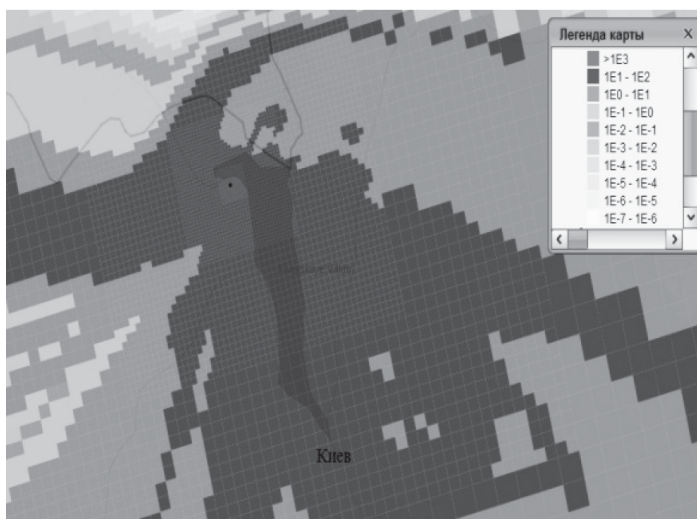 Легенда карты X
>1E3
1E1 - 1E2
1E0 - 1E1
1E-1 - 1E0
1E-2 - 1E-1
1E-3 - 1E-2
1E-4 - 1E-3
1E-5 - 1E-4
1E-6 - 1E-5
1E-7 - 1E-6
Киев